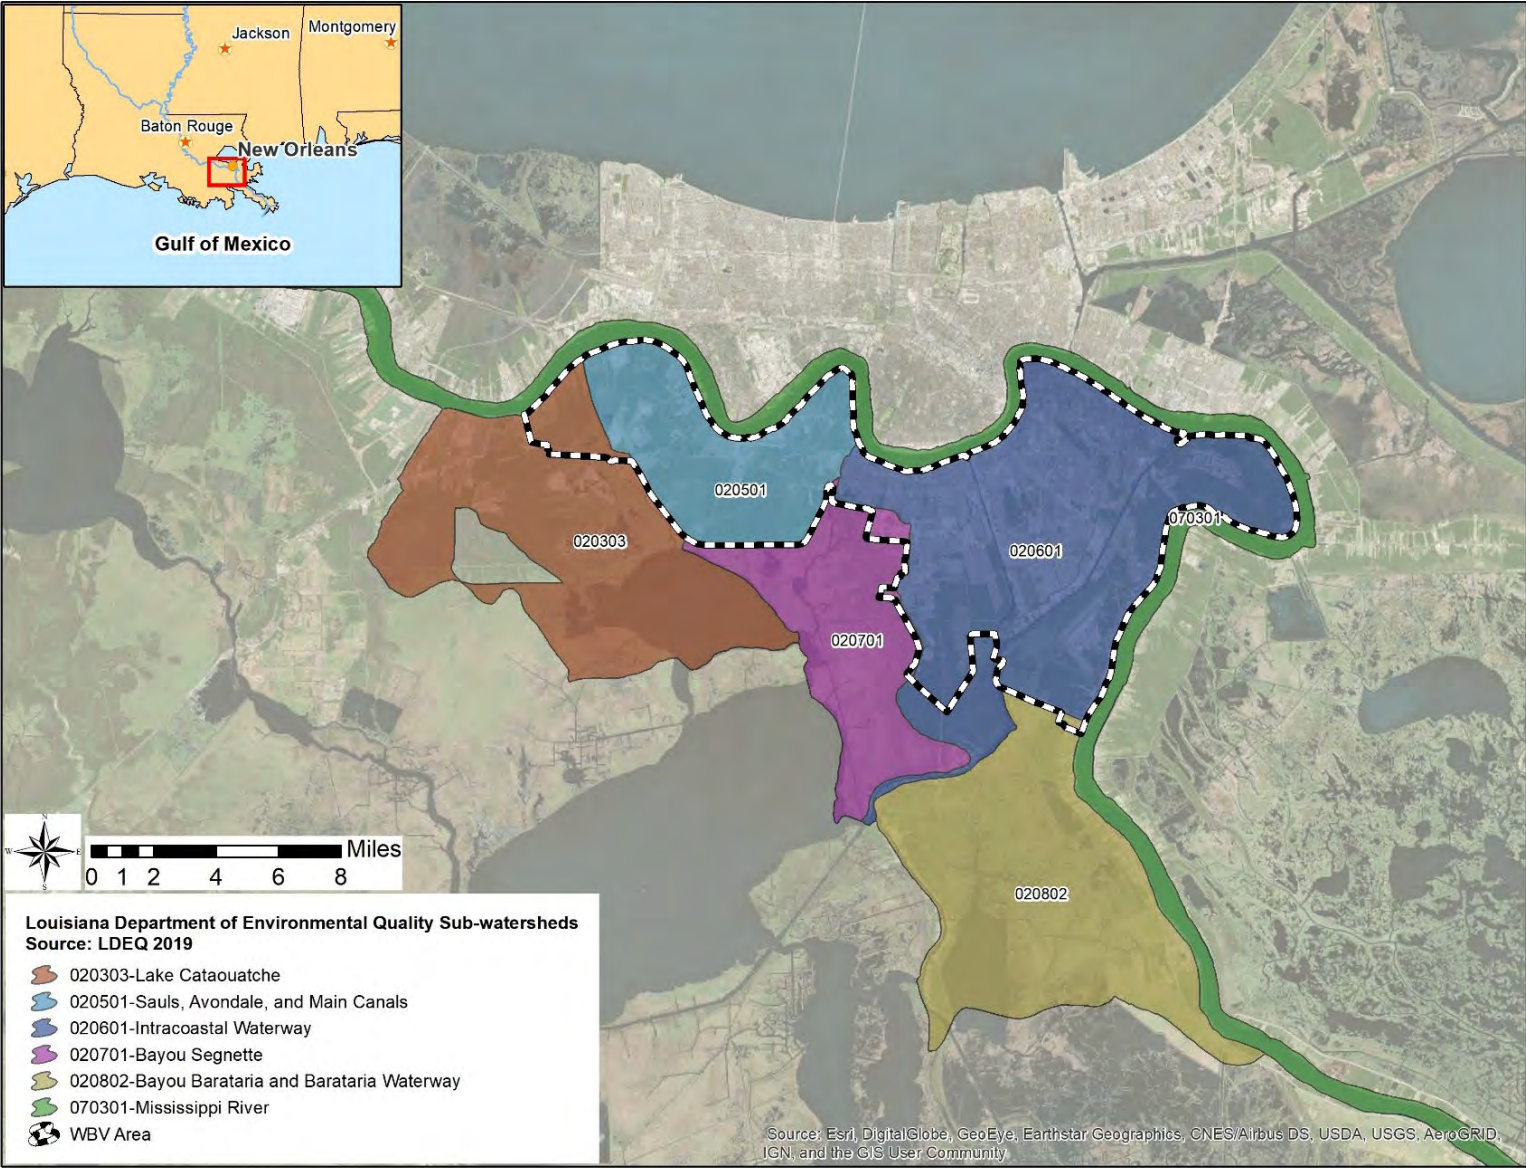 Jackson
Montgomery
Baton Rouge
New Orleans
Gulf of Mexico
020501
070301
020303
020601
020701
020802
N
W
E
S
Miles
0 1 2 4 6 8
Louisiana Department of Environmental Quality Sub-watersheds
Source: LDEQ 2019
020303-Lake Cataouatche
020501-Sauls, Avondale, and Main Canals
020601-Intracoastal Waterway
020701-Bayou Segnette
020802-Bayou Barataria and Barataria Waterway
070301-Mississippi River
WBV Area
Source: Esri, DigitalGlobe, GeoEye, Earthstar Geographics, CNES/Airbus DS, USDA, USGS, AeroGRID,
IGN, and the GIS User Community